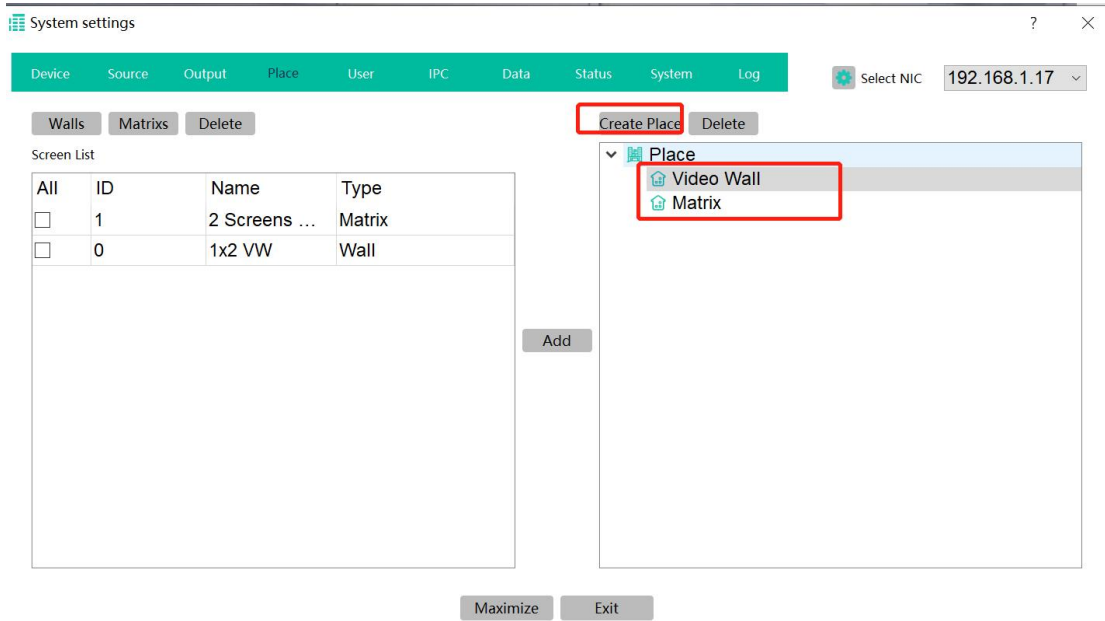 System settings ?
Device Source Output Place User IPC Data Status System Log Select NIC 192.168.1.17
Walls Matrixs Delete Create Place Delete
Screen List
All ID Name Type
1 2 Screens ... Matrix
0 1x2 VW Wall
Add
Place
Video Wall
Matrix
Maximize Exit